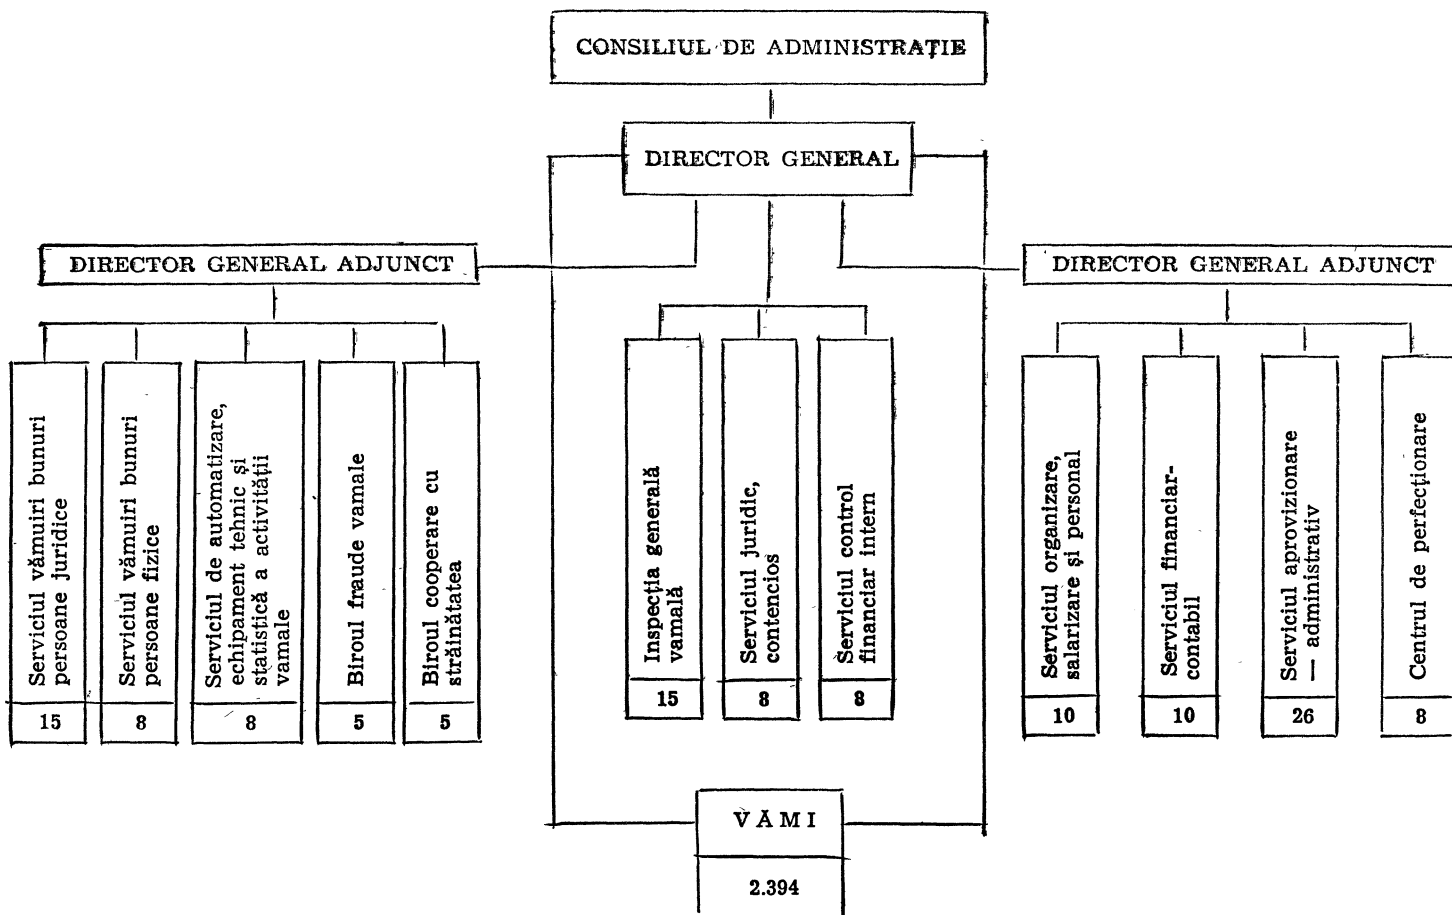 CONSILIUL DE ADMINISTRAȚIE
DIRECTOR GENERAL
DIRECTOR GENERAL ADJUNCT
DIRECTOR GENERAL ADJUNCT
Serviciul vămuiri bunuri
persoane juridice
15
Serviciul vămuiri bunuri
persoane fizice
8
Serviciul de automatizare,
echipament tehnic și
statistică a activității
vamale
8
Biroul fraude vamale
5
Biroul cooperare cu
străinătatea
5
Inspecția generală
vamală
15
Serviciul juridic,
contencios
8
Serviciul control
financiar intern
8
Serviciul organizare,
salarizare și personal
10
Serviciul financiar-
contabil
10
Serviciul aprovizionare
— administrativ
26
Centrul de perfecționare
8
VĂMI
2.394